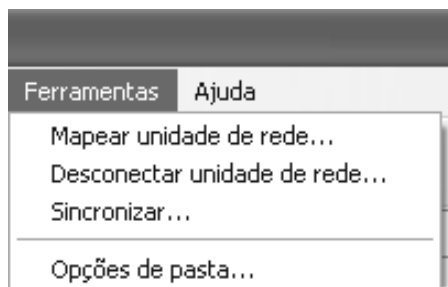 Ferramentas Ajuda
Mapear unidade de rede...
Desconectar unidade de rede...
Sincronizar...
Opções de pasta...